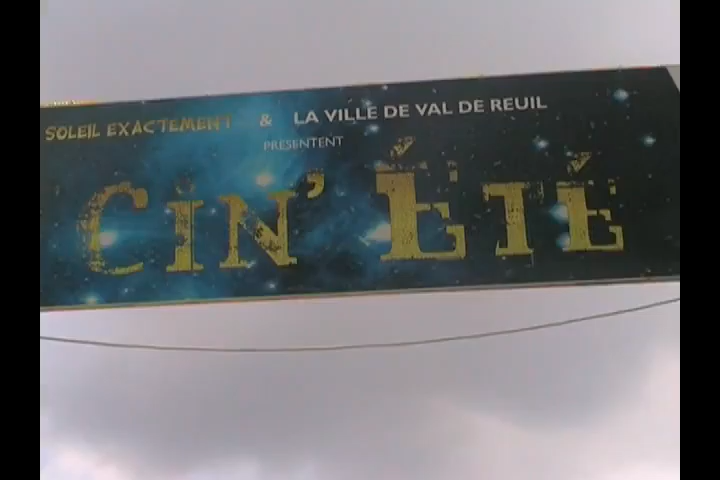 SOLEIL EXACTEMENT & LA VILLE DE VAL DE REUIL
PRESENTENT
CIN' ÉTÉ